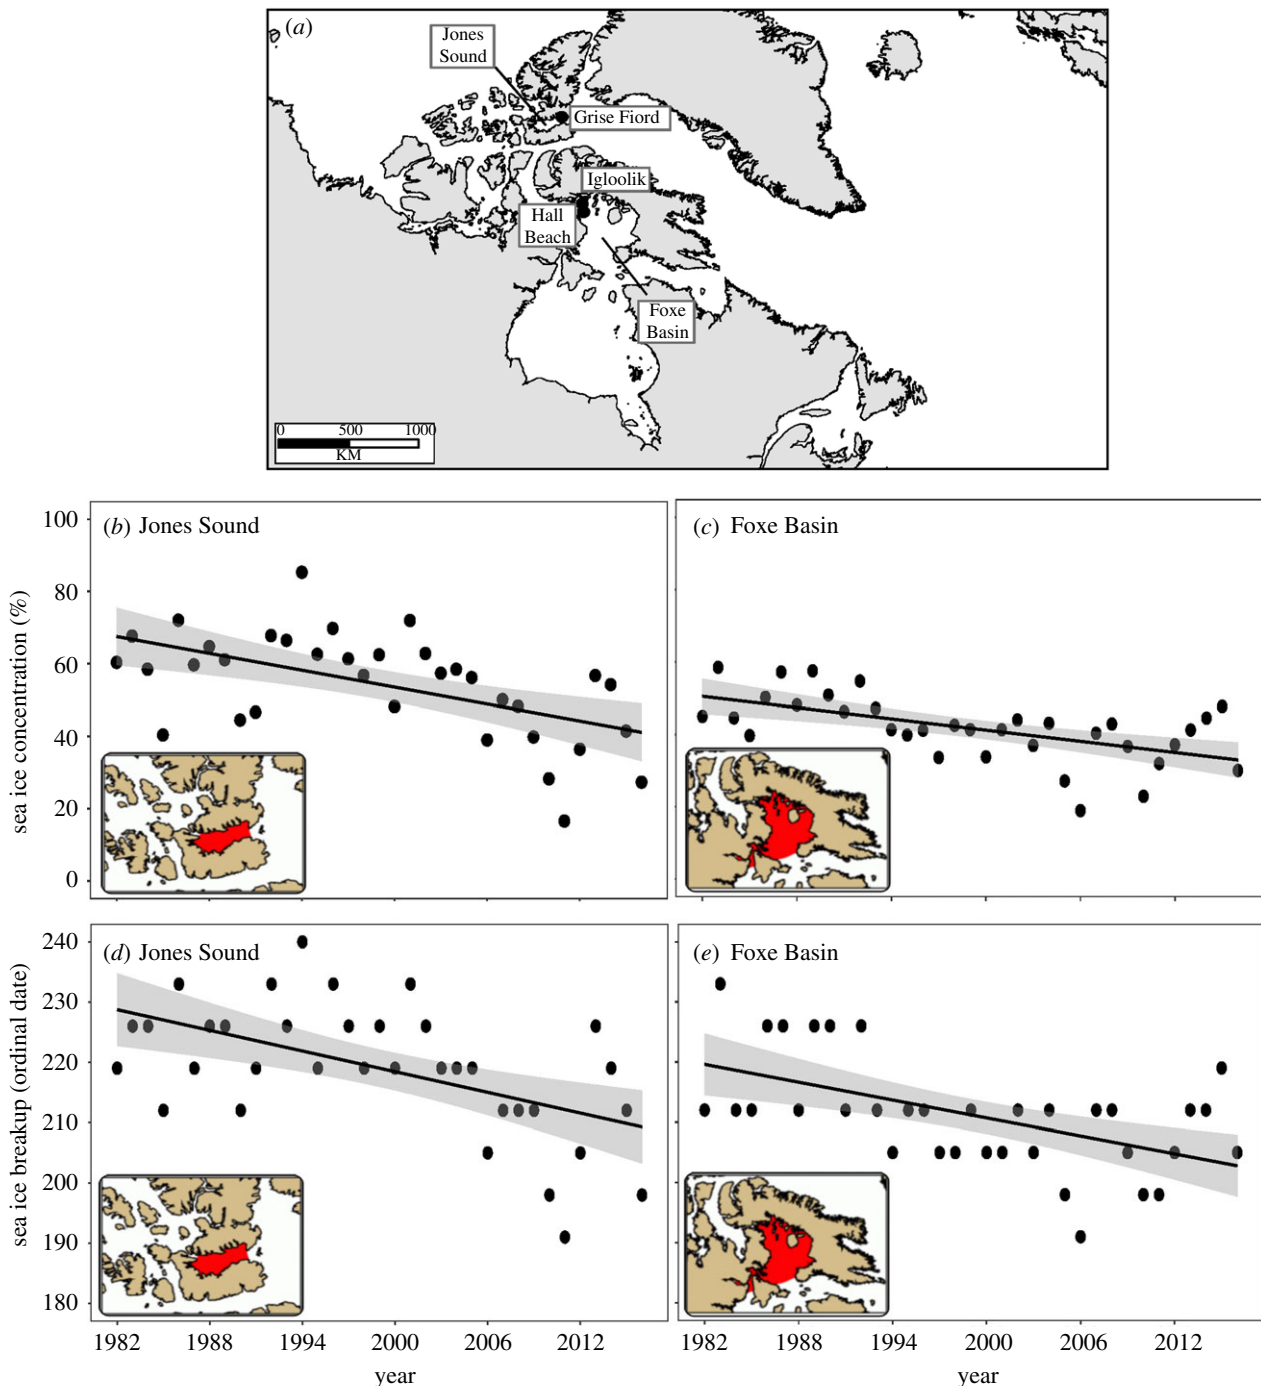 (a)
Jones
Sound
Grise Fiord
Igloolik
Hall
Beach
Foxe
Basin
0 500 1000
KM
(b) Jones Sound
(c) Foxe Basin
sea ice concentration (%)
100
80
60
40
20
0
(d) Jones Sound
(e) Foxe Basin
sea ice breakup (ordinal date)
240
230
220
210
200
190
180
1982 1988 1994 2000 2006 2012
1982 1988 1994 2000 2006 2012
year
year